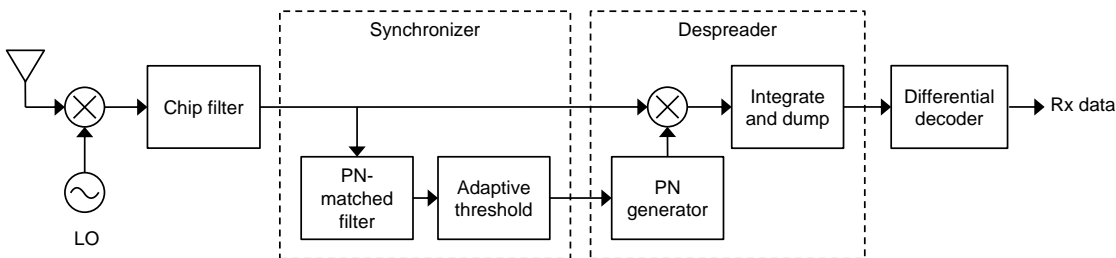 Synchronizer
Despreader
Chip filter
Integrate
and dump
Differential
decoder
Rx data
PN-
matched
filter
Adaptive
threshold
PN
generator
LO